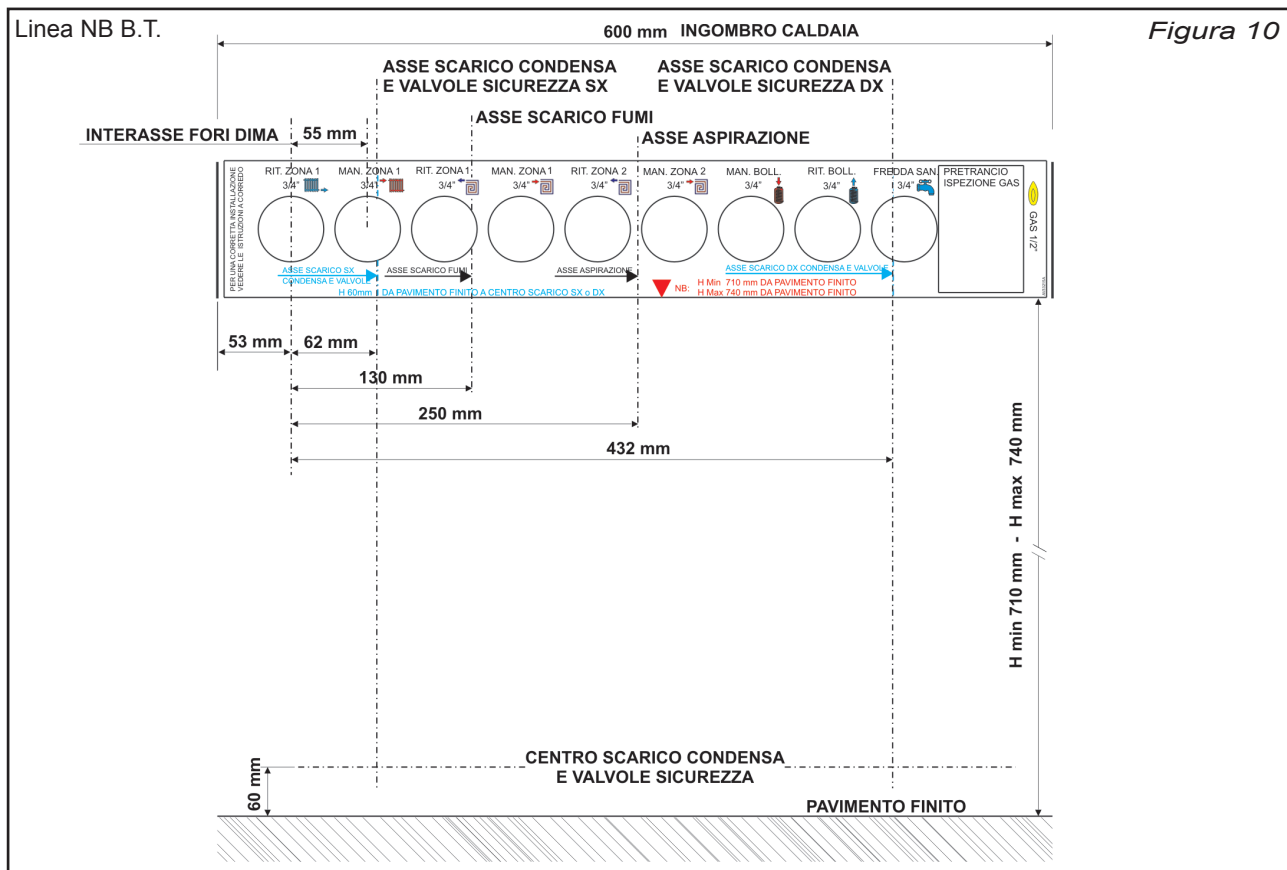 Linea NB B.T.
600 mm INGOMBRO CALDAIA
Figura 10
ASSE SCARICO CONDENSA
E VALVOLE SICUREZZA SX
ASSE SCARICO CONDENSA
E VALVOLE SICUREZZA DX
ASSE SCARICO FUMI
INTERASSE FORI DIMA
55 mm
ASSE ASPIRAZIONE
PER UNA CORRETTA INSTALLAZIONE
VEDERE LE ISTRUZIONI A CORREDO
RIT. ZONA 1
3/4"
MAN. ZONA 1
3/4"
RIT. ZONA 1
3/4"
MAN. ZONA 1
3/4"
RIT. ZONA 2
3/4"
MAN. ZONA 2
3/4"
MAN. BOLL.
3/4"
RIT. BOLL.
3/4"
FREDDA SAN.
3/4"
PRETRANCIO
ISPEZIONE GAS
GAS 1/2"
ASSE SCARICO SX
CONDENSA E VALVOLE
ASSE SCARICO FUMI
ASSE ASPIRAZIONE
ASSE SCARICO DX CONDENSA E VALVOLE
H 60mm DA PAVIMENTO FINITO A CENTRO SCARICO SX o DX
NB:
H Min 710 mm DA PAVIMENTO FINITO
H Max 740 mm DA PAVIMENTO FINITO
53 mm
62 mm
130 mm
250 mm
432 mm
H min 710 mm - H max 740 mm
CENTRO SCARICO CONDENSA
E VALVOLE SICUREZZA
60 mm
PAVIMENTO FINITO